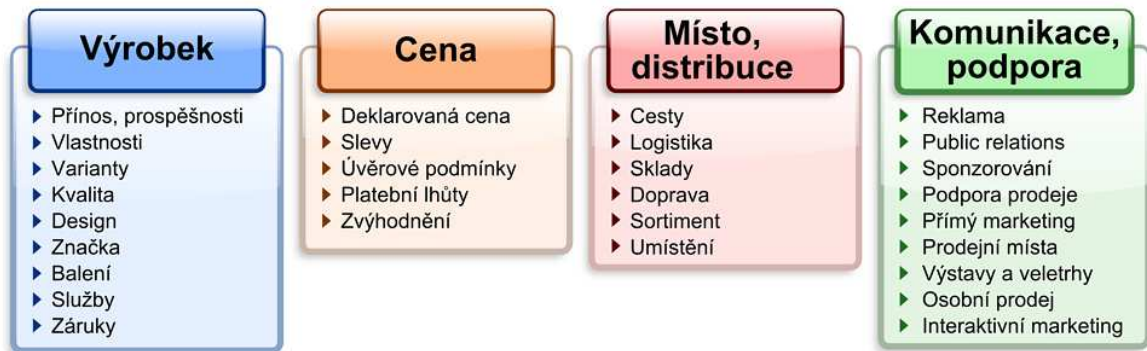 Výrobek
Přínos, prospěšnosti
Vlastnosti
Varianty
Kvalita
Design
Značka
Balení
Služby
Záruky
Cena
Deklarovaná cena
Slevy
Úvěrové podmínky
Platební lhůty
Zvýhodnění
Místo,
distribuce
Cesty
Logistika
Sklady
Doprava
Sortiment
Umístění
Komunikace,
podpora
Reklama
Public relations
Sponzorování
Podpora prodeje
Přímý marketing
Prodejní místa
Výstavy a veletrhy
Osobní prodej
Interaktivní marketing